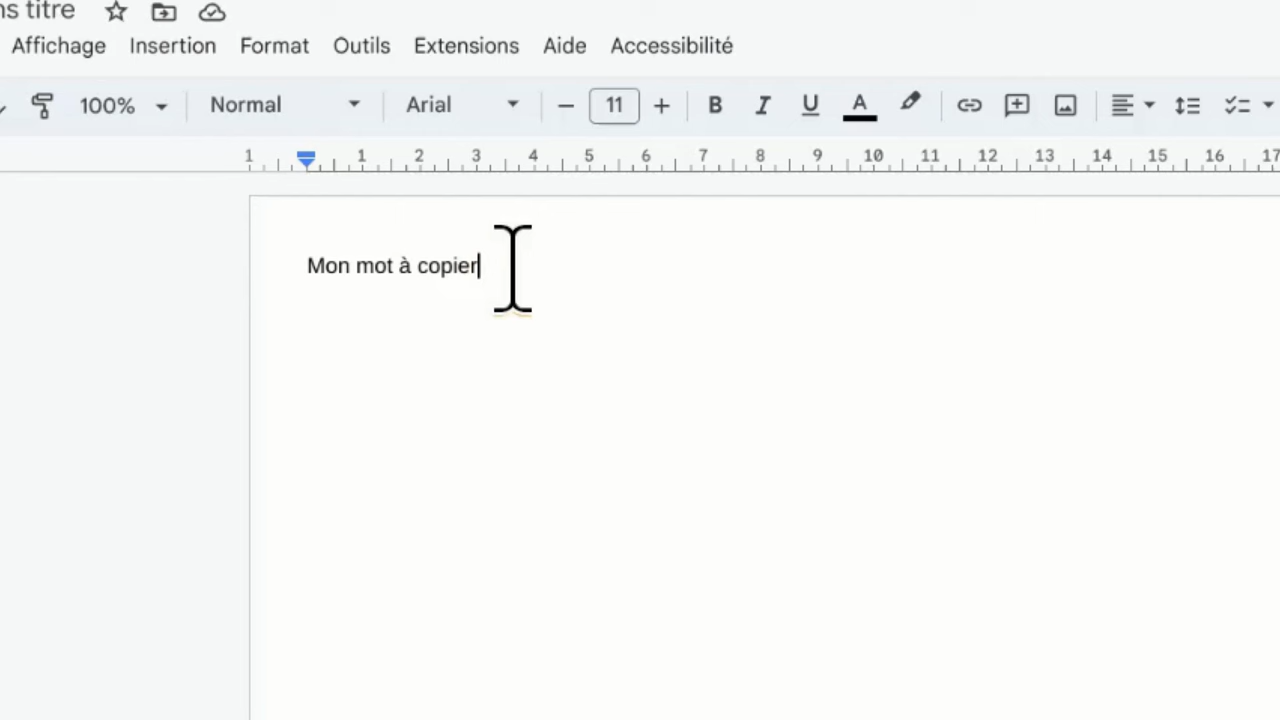 ns titre
Affichage Insertion Format Outils Extensions Aide Accessibilité
100% Normal Arial 11 B I U A
1 1 2 3 4 5 6 7 8 9 10 11 12 13 14 15 16 17
Mon mot à copier